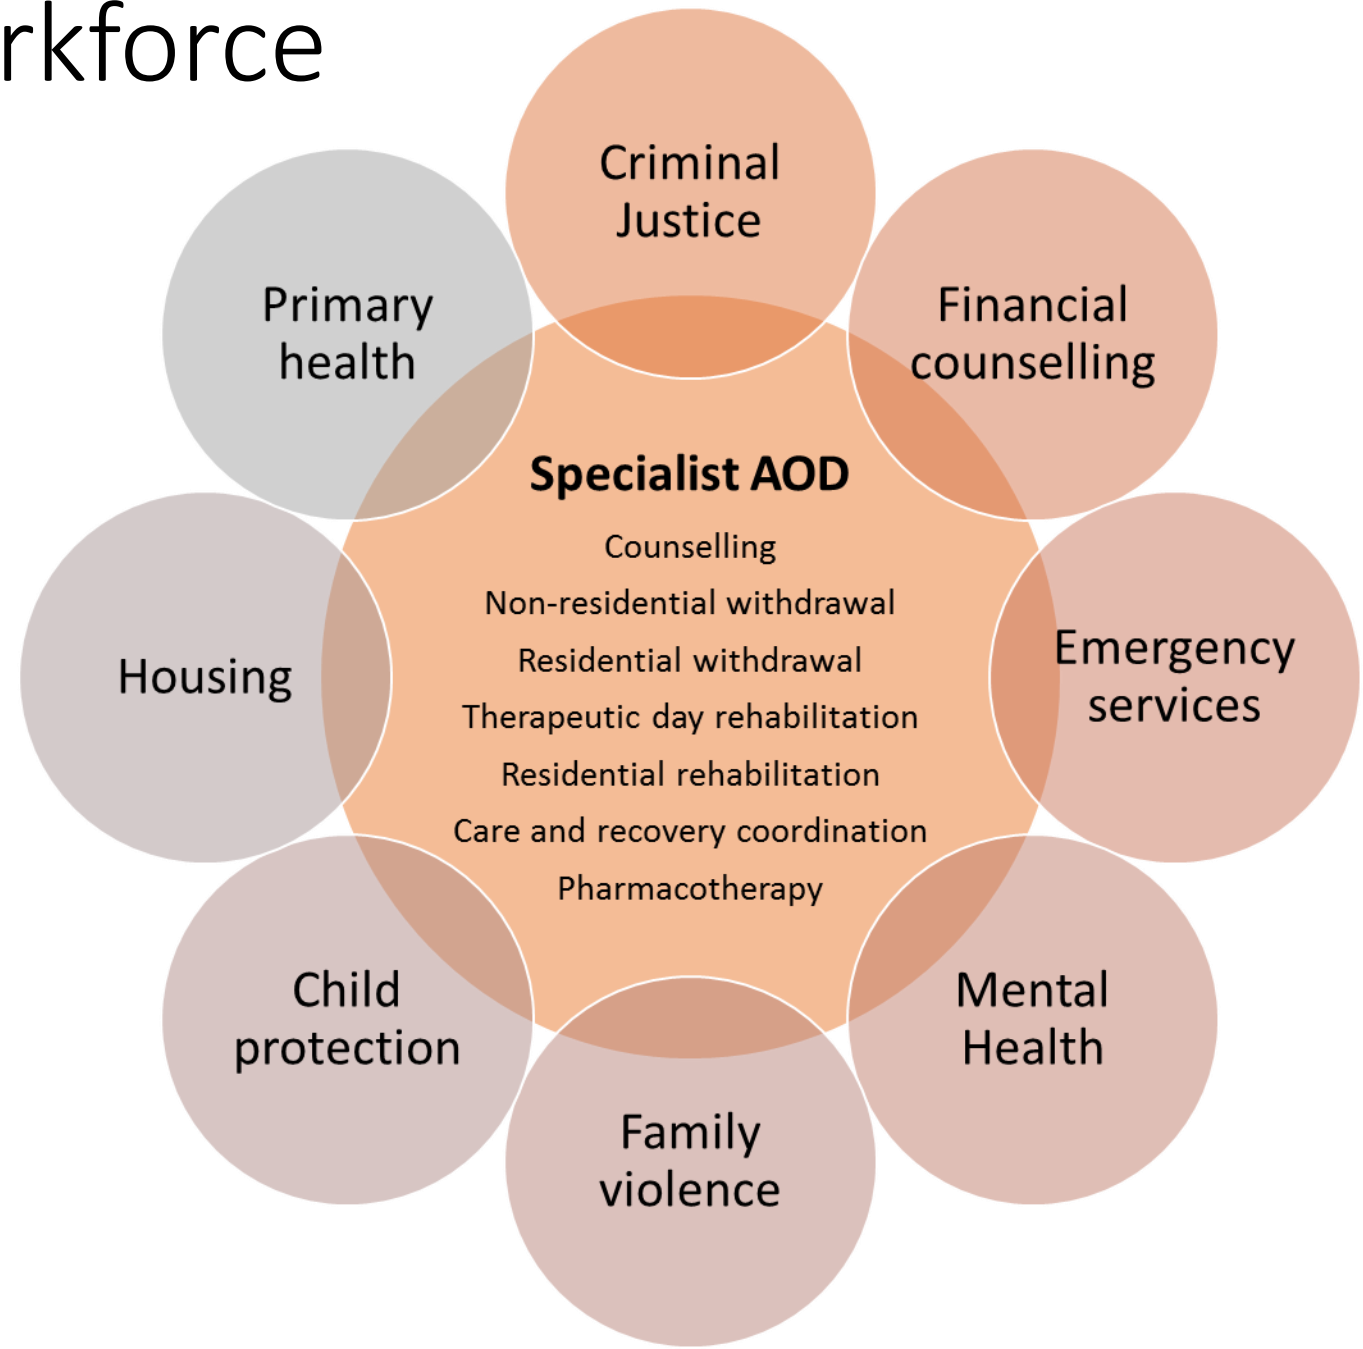 rkforce
Criminal
Justice
Primary
health
Financial
counselling
Specialist AOD
Counselling
Non-residential withdrawal
Residential withdrawal
Therapeutic day rehabilitation
Residential rehabilitation
Care and recovery coordination
Pharmacotherapy
Housing
Emergency
services
Child
protection
Mental
Health
Family
violence